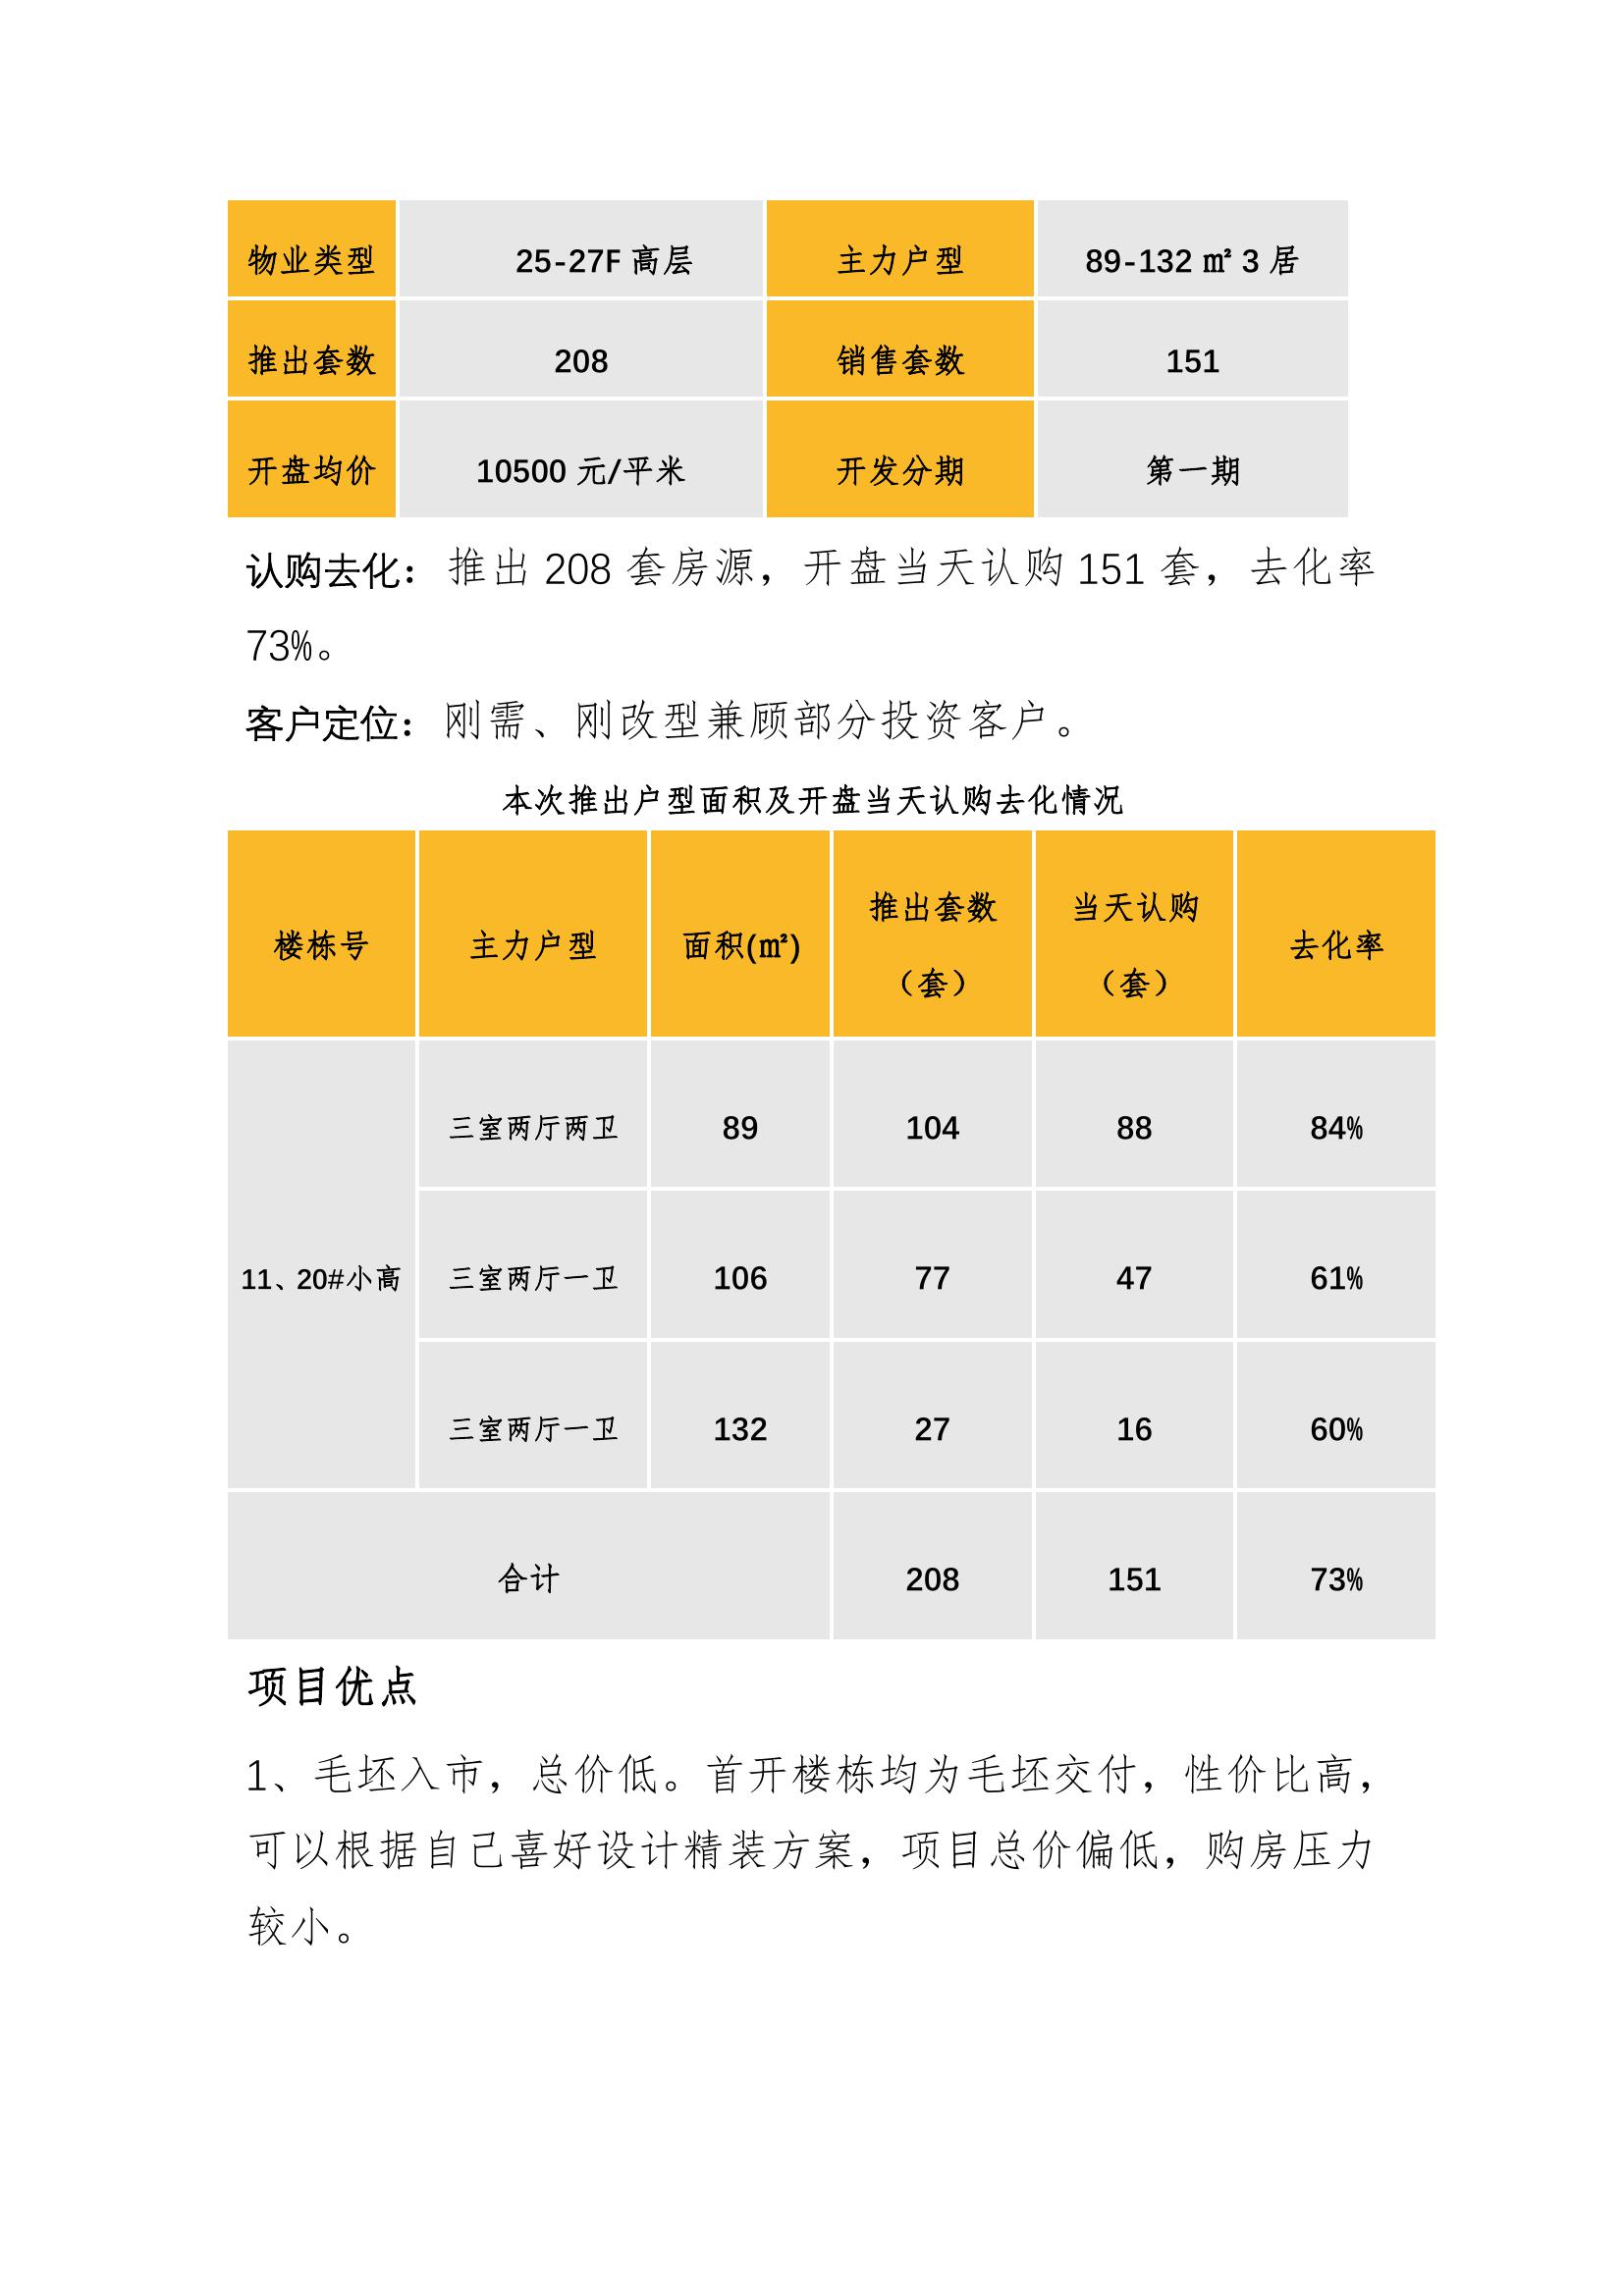 物业类型 25-27F 高层 主力户型 89-132 ㎡ 3 居
推出套数 208 销售套数 151
开盘均价 10500 元/平米 开发分期 第一期
认购去化：推出 208 套房源，开盘当天认购 151 套，去化率
73%。
客户定位：刚需、刚改型兼顾部分投资客户。
本次推出户型面积及开盘当天认购去化情况
楼栋号 主力户型 面积(㎡) 推出套数（套） 当天认购（套） 去化率
11、20#小高 三室两厅两卫 89 104 88 84%
三室两厅一卫 106 77 47 61%
三室两厅一卫 132 27 16 60%
合计 208 151 73%
项目优点
1、毛坯入市，总价低。首开楼栋均为毛坯交付，性价比高，
可以根据自己喜好设计精装方案，项目总价偏低，购房压力
较小。